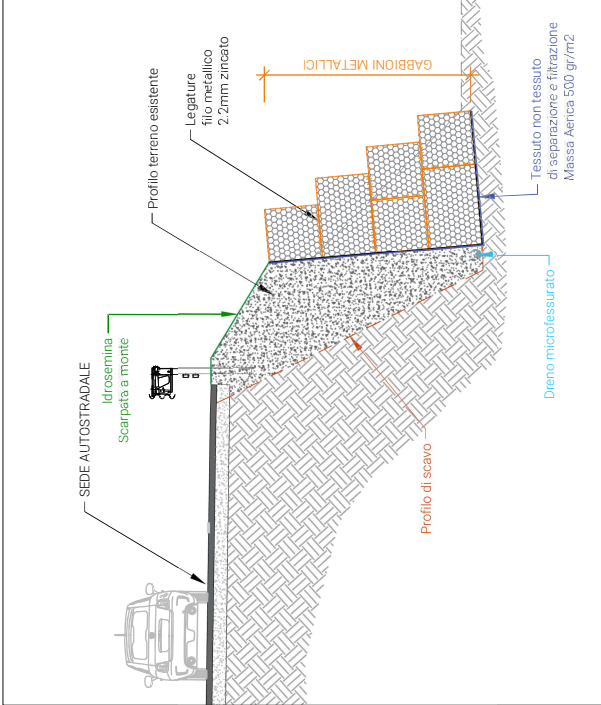 SEDE AUTOSTRADALE
Idrosemina
Scarpata a monte
Profilo terreno esistente
Legature
filo metallico
2.2mm zincato
GABBIONI METALLICI
Profilo di scavo
Dreno microfessurato
Tessuto non tessuto
di separazione e filtrazione
Massa Aerica 500 gr/m2